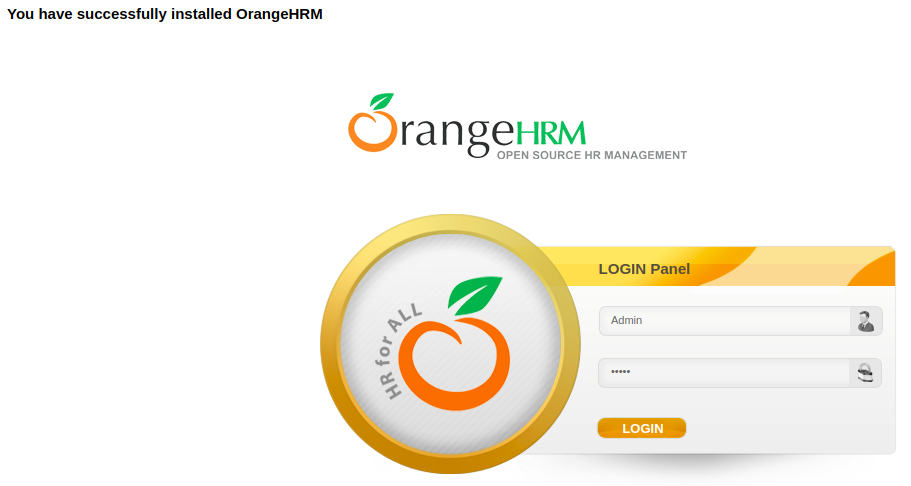 You have successfully installed OrangeHRM
OrangeHRM
OPEN SOURCE HR MANAGEMENT
HR for ALL
LOGIN Panel
Admin
•••••
LOGIN